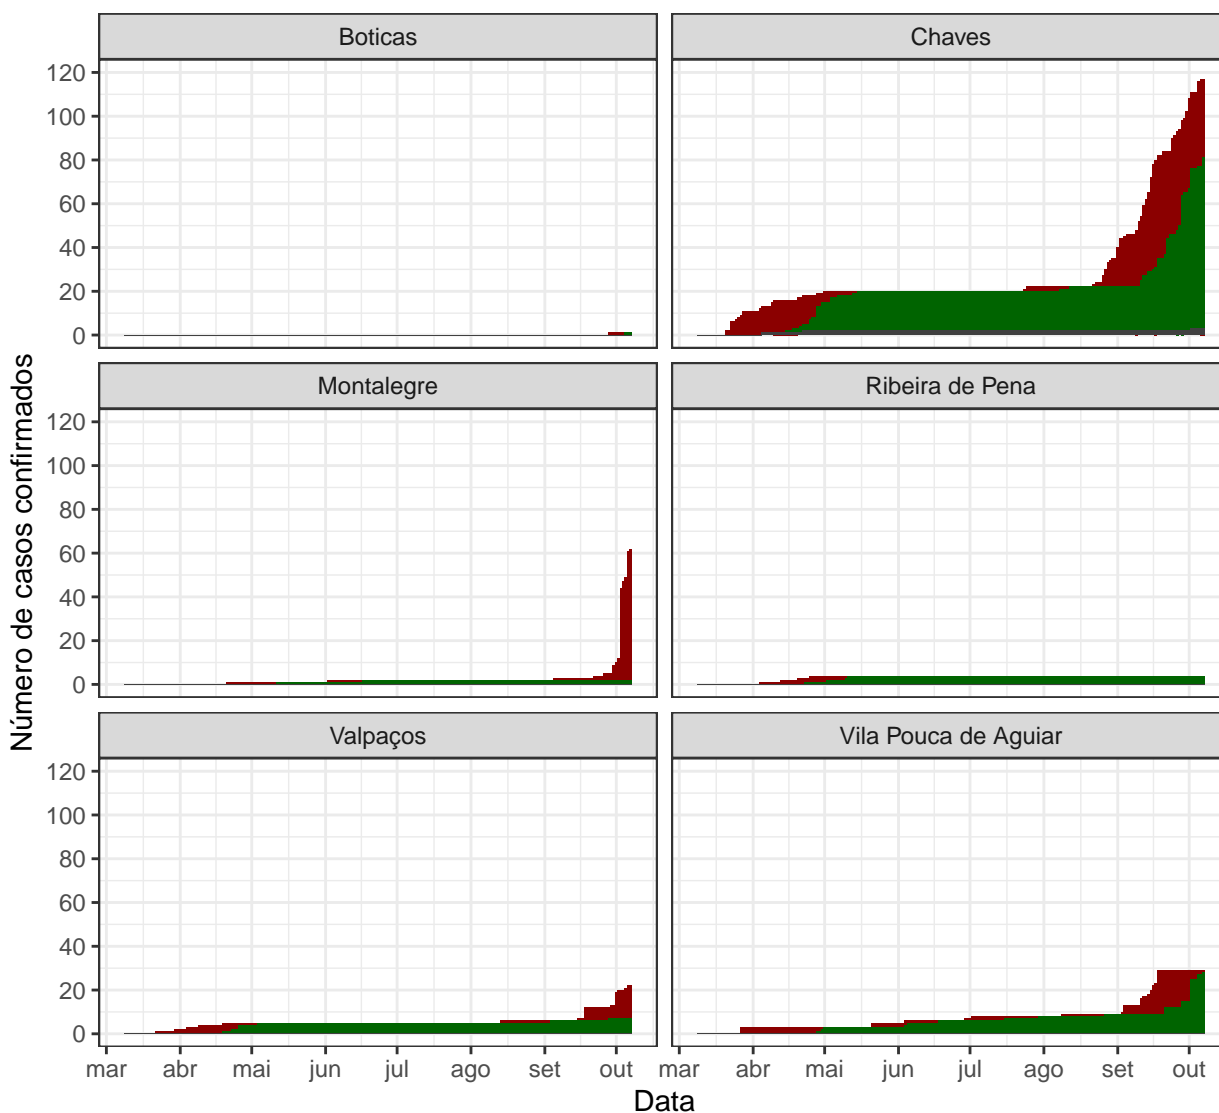 Boticas
Chaves
120
100
80
60
40
20
0
Montalegre
Ribeira de Pena
120
100
80
60
40
20
0
Valpaços
Vila Pouca de Aguiar
120
100
80
60
40
20
0
mar abr mai jun jul ago set out
mar abr mai jun jul ago set out
Data
Número de casos confirmados